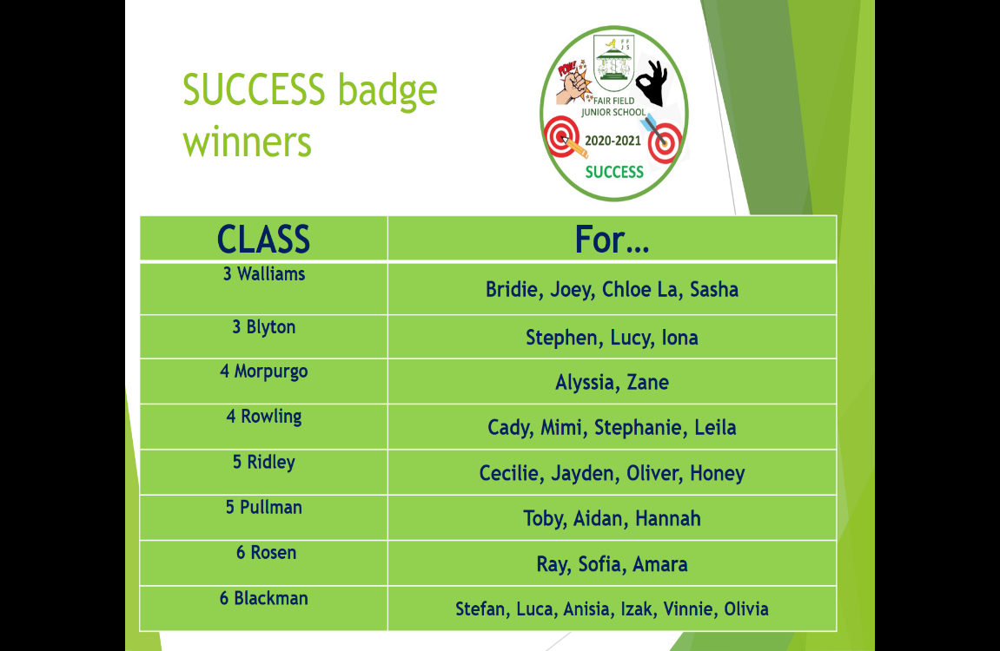 SUCCESS badge
winners
POW!
F F
J S
FAIR FIELD
JUNIOR SCHOOL
2020-2021
SUCCESS
CLASS For…
3 Walliams Bridie, Joey, Chloe La, Sasha
3 Blyton Stephen, Lucy, Iona
4 Morpurgo Alyssia, Zane
4 Rowling Cady, Mimi, Stephanie, Leila
5 Ridley Cecilie, Jayden, Oliver, Honey
5 Pullman Toby, Aidan, Hannah
6 Rosen Ray, Sofia, Amara
6 Blackman Stefan, Luca, Anisia, Izak, Vinnie, Olivia